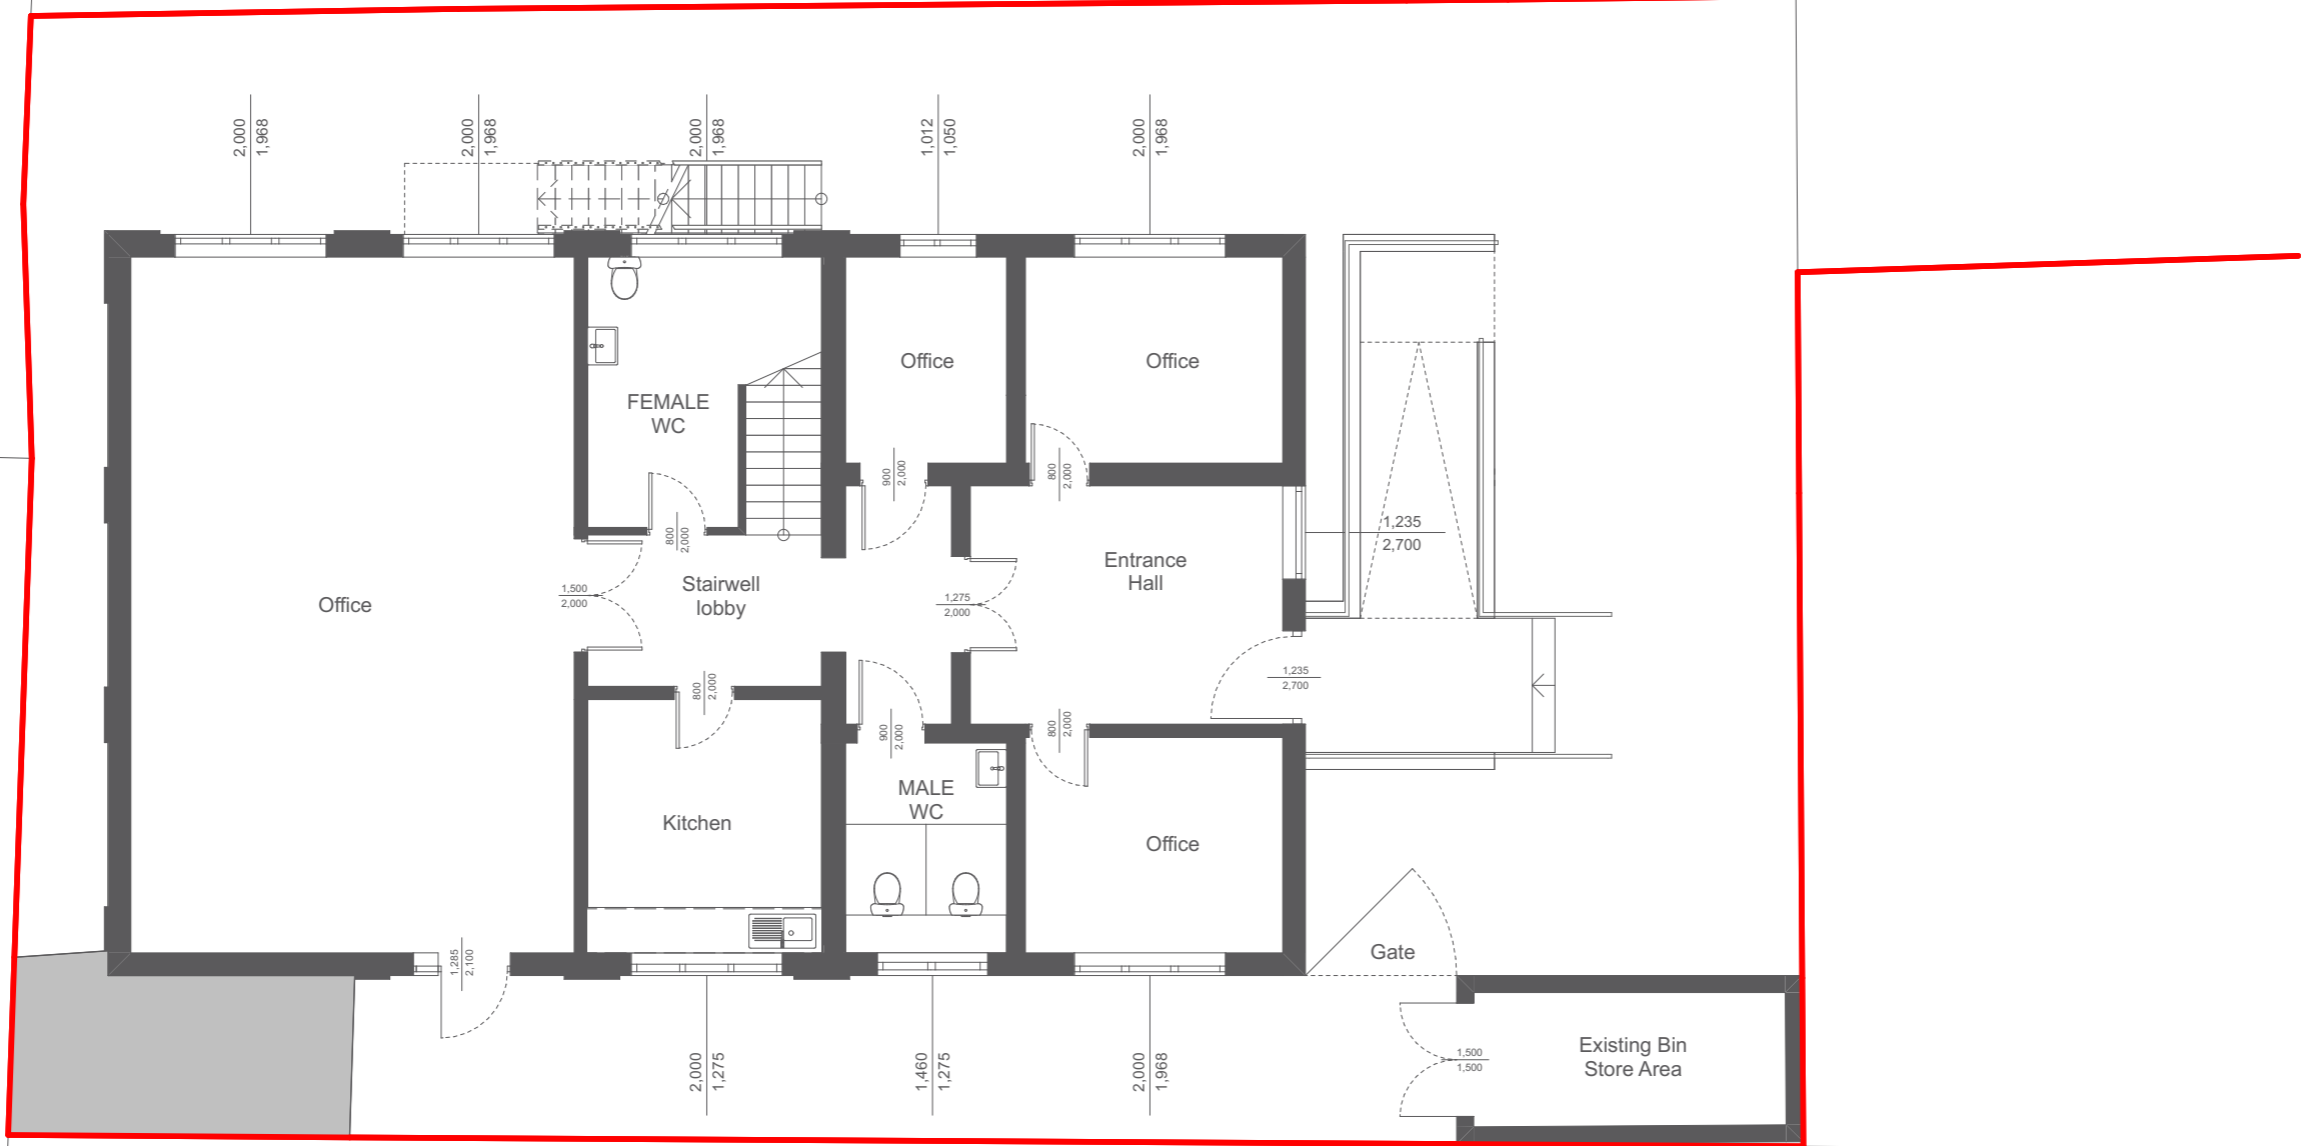 2,000
1,968
2,000
1,968
2,000
1,968
1,012
1,050
2,000
1,968
Office
Office
FEMALE
WC
900
2,000
800
2,000
800
2,000
1,235
2,700
Entrance
Hall
Stairwell
lobby
Office
1,500
2,000
1,275
2,000
1,235
2,700
800
2,000
900
2,000
800
2,000
MALE
WC
Kitchen
Office
Gate
1,285
2,100
2,000
1,275
1,460
1,275
2,000
1,968
1,500
1,500
Existing Bin
Store Area